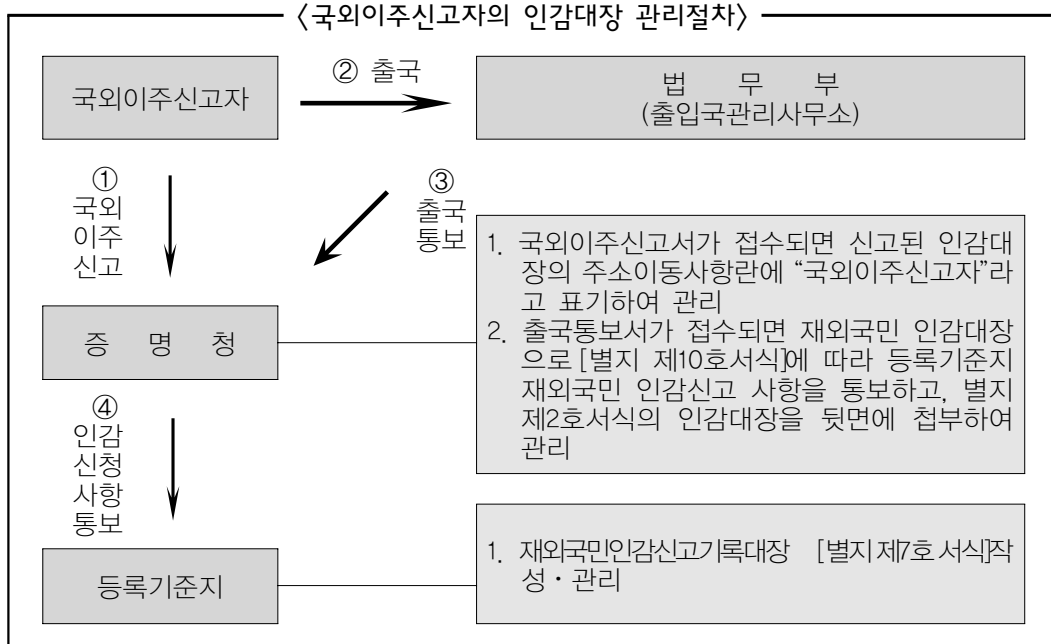 〈국외이주신고자의 인감대장 관리절차〉
국외이주신고자
② 출국
법 무 부
(출입국관리사무소)
①
국외
이주
신고
③
출국
통보
증 명 청
1. 국외이주신고서가 접수되면 신고된 인감대
장의 주소이동사항란에 “국외이주신고자”라
고 표기하여 관리
2. 출국통보서가 접수되면 재외국민 인감대장
으로 [별지 제10호서식]에 따라 등록기준지
재외국민 인감신고 사항을 통보하고, 별지
제2호서식의 인감대장을 뒷면에 첨부하여
관리
④
인감
신청
사항
통보
등록기준지
1. 재외국민인감신고기록대장 [별지 제7호 서식]작
성・관리